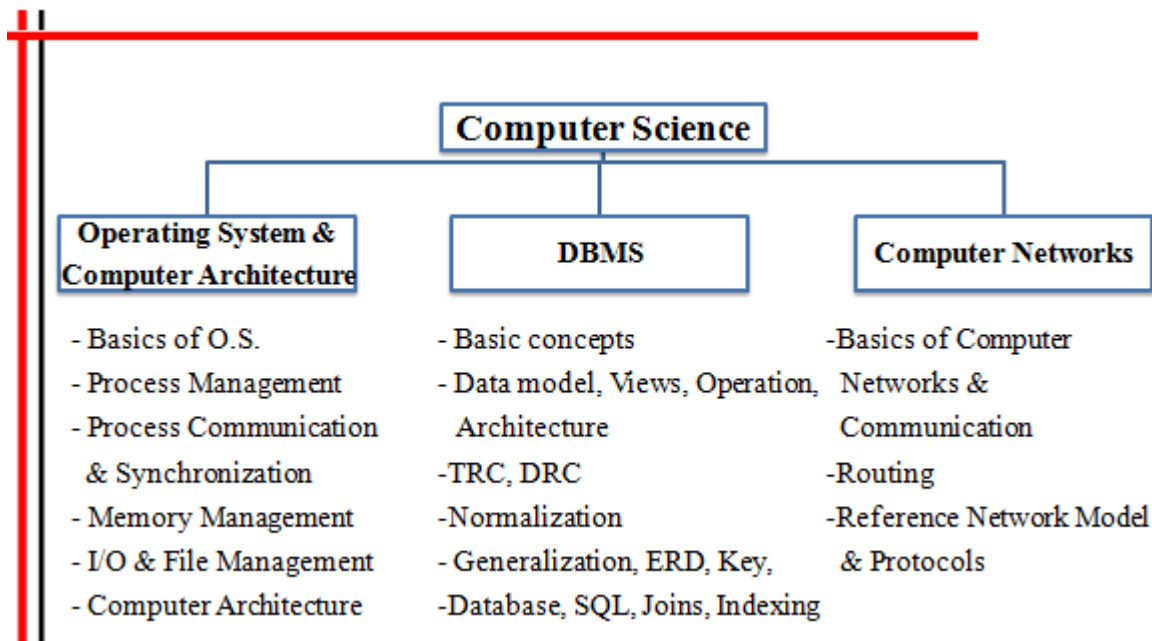 Computer Science
Operating System &
Computer Architecture
- Basics of O.S.
- Process Management
- Process Communication
& Synchronization
- Memory Management
- I/O & File Management
- Computer Architecture
DBMS
- Basic concepts
- Data model, Views, Operation,
Architecture
-TRC, DRC
-Normalization
- Generalization, ERD, Key,
-Database, SQL, Joins, Indexing
Computer Networks
-Basics of Computer
Networks &
Communication
-Routing
-Reference Network Model
& Protocols